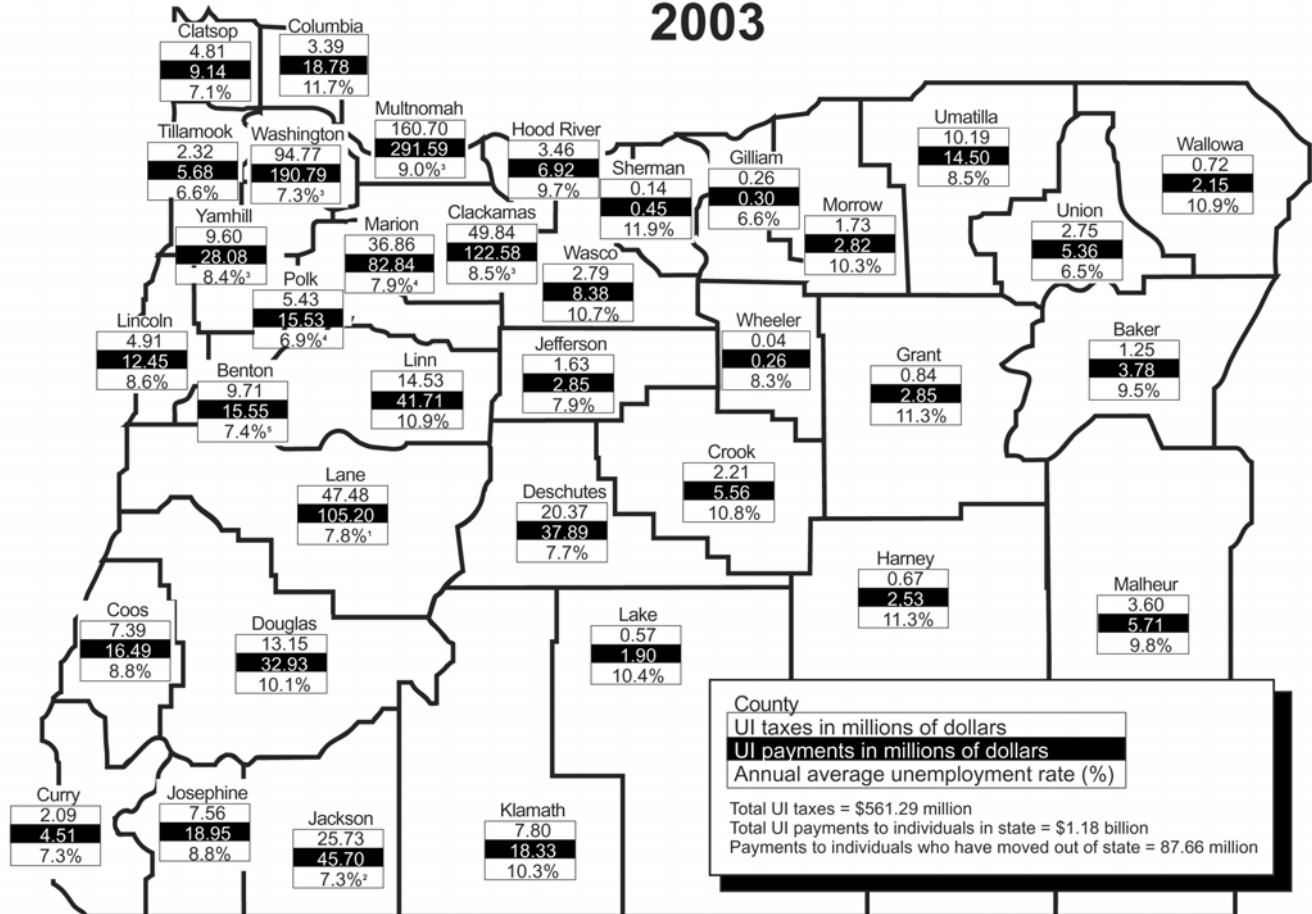 2003
Clatsop
4.81
9.14
7.1%
Columbia
3.39
18.78
11.7%
Multnomah
160.70
291.59
9.0%³
Tillamook
2.32
5.68
6.6%
Washington
94.77
190.79
7.3%³
Hood River
3.46
6.92
9.7%
Sherman
0.14
0.45
11.9%
Gilliam
0.26
0.30
6.6%
Umatilla
10.19
14.50
8.5%
Wallowa
0.72
2.15
10.9%
Yamhill
9.60
28.08
8.4%³
Marion
36.86
82.84
7.9%⁴
Clackamas
49.84
122.58
8.5%³
Morrow
1.73
2.82
10.3%
Union
2.75
5.36
6.5%
Polk
5.43
15.53
6.9%⁴
Wasco
2.79
8.38
10.7%
Lincoln
4.91
12.45
8.6%
Wheeler
0.04
0.26
8.3%
Baker
1.25
3.78
9.5%
Benton
9.71
15.55
7.4%⁵
Linn
14.53
41.71
10.9%
Jefferson
1.63
2.85
7.9%
Grant
0.84
2.85
11.3%
Lane
47.48
105.20
7.8%¹
Deschutes
20.37
37.89
7.7%
Crook
2.21
5.56
10.8%
Harney
0.67
2.53
11.3%
Malheur
3.60
5.71
9.8%
Coos
7.39
16.49
8.8%
Douglas
13.15
32.93
10.1%
Lake
0.57
1.90
10.4%
Curry
2.09
4.51
7.3%
Josephine
7.56
18.95
8.8%
Jackson
25.73
45.70
7.3%²
Klamath
7.80
18.33
10.3%
County
UI taxes in millions of dollars
UI payments in millions of dollars
Annual average unemployment rate (%)
Total UI taxes = $561.29 million
Total UI payments to individuals in state = $1.18 billion
Payments to individuals who have moved out of state = 87.66 million